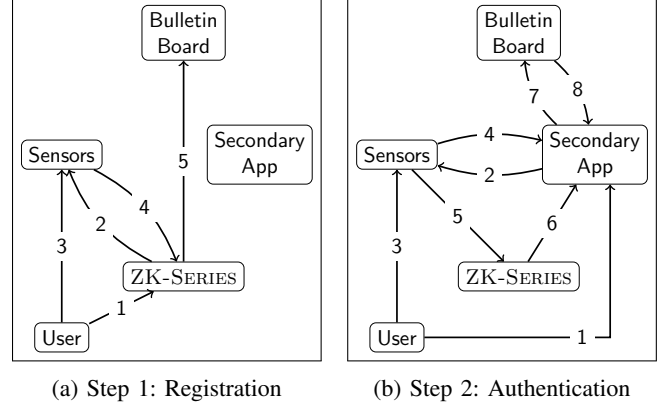 Bulletin
Board
Secondary
App
Sensors
5
4
2
3
ZK-SERIES
1
User
(a) Step 1: Registration
Bulletin
Board
8
7
Secondary
App
4
Sensors
2
5
6
3
ZK-SERIES
User
1
(b) Step 2: Authentication